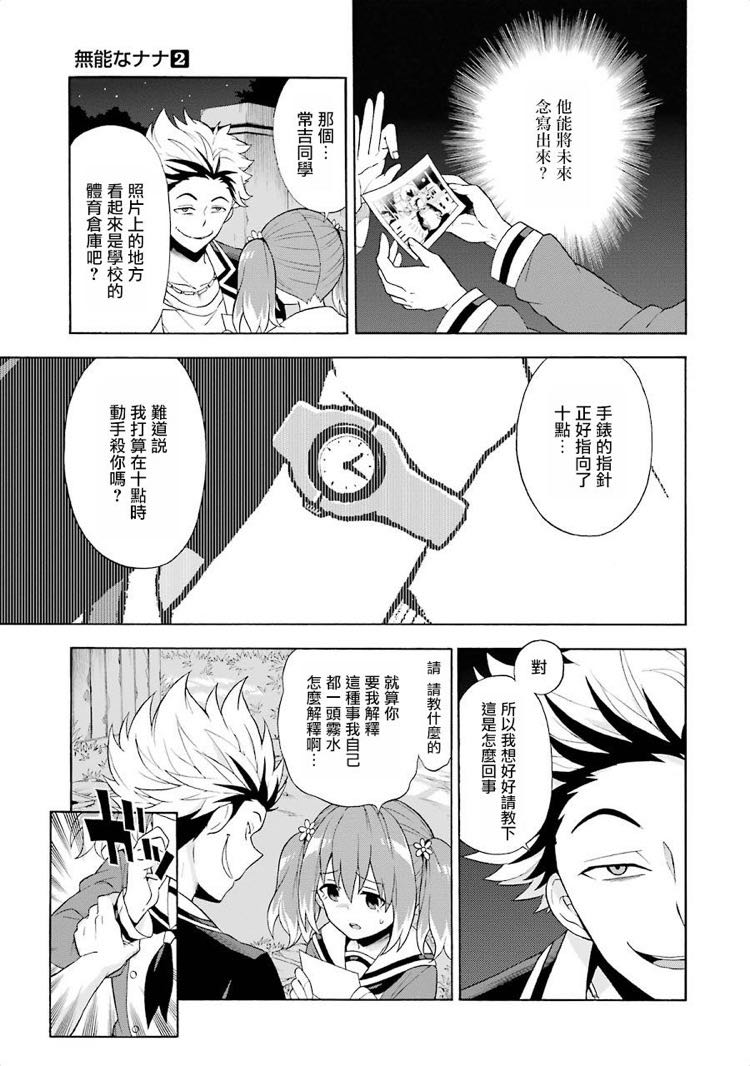 無能なナナ2
他能將未來
念寫出來?
那個…
常吉同學
照片上的地方
看起來是學校的
體育倉庫吧?
手錶的指針
正好指向了
十點…
難道說
我打算在十點時
動手殺你嗎?
對
所以我想好好請教下
這是怎麼回事
請 請教什麼的
就算你
要我解釋
這種事我自己
都一頭霧水
怎麼解釋啊…
ガッ